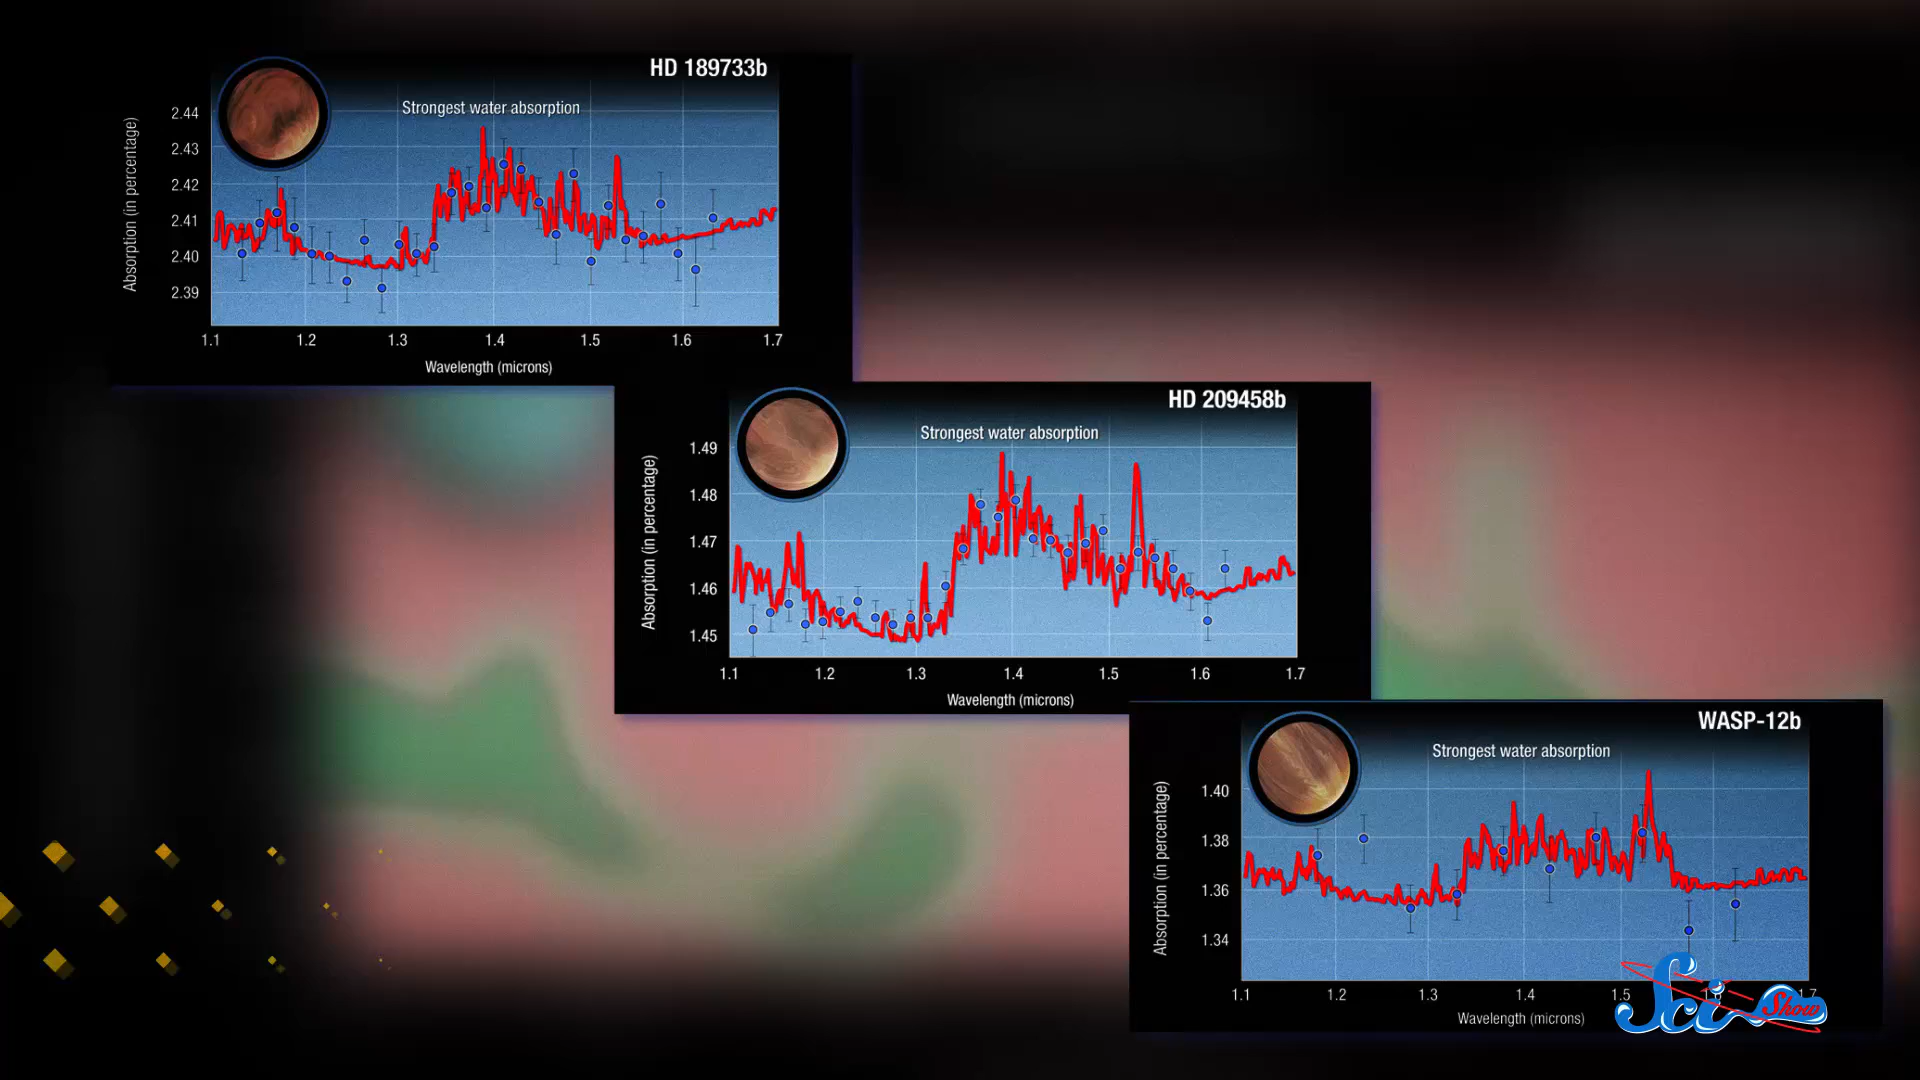 HD 189733b
Strongest water absorption
Absorption (in percentage)
2.44
2.43
2.42
2.41
2.40
2.39
1.1 1.2 1.3 1.4 1.5 1.6 1.7
Wavelength (microns)
HD 209458b
Strongest water absorption
Absorption (in percentage)
1.49
1.48
1.47
1.46
1.45
1.1 1.2 1.3 1.4 1.5 1.6 1.7
Wavelength (microns)
WASP-12b
Strongest water absorption
Absorption (in percentage)
1.40
1.38
1.36
1.34
1.1 1.2 1.3 1.4 1.5
Wavelength (microns)
Sci Show